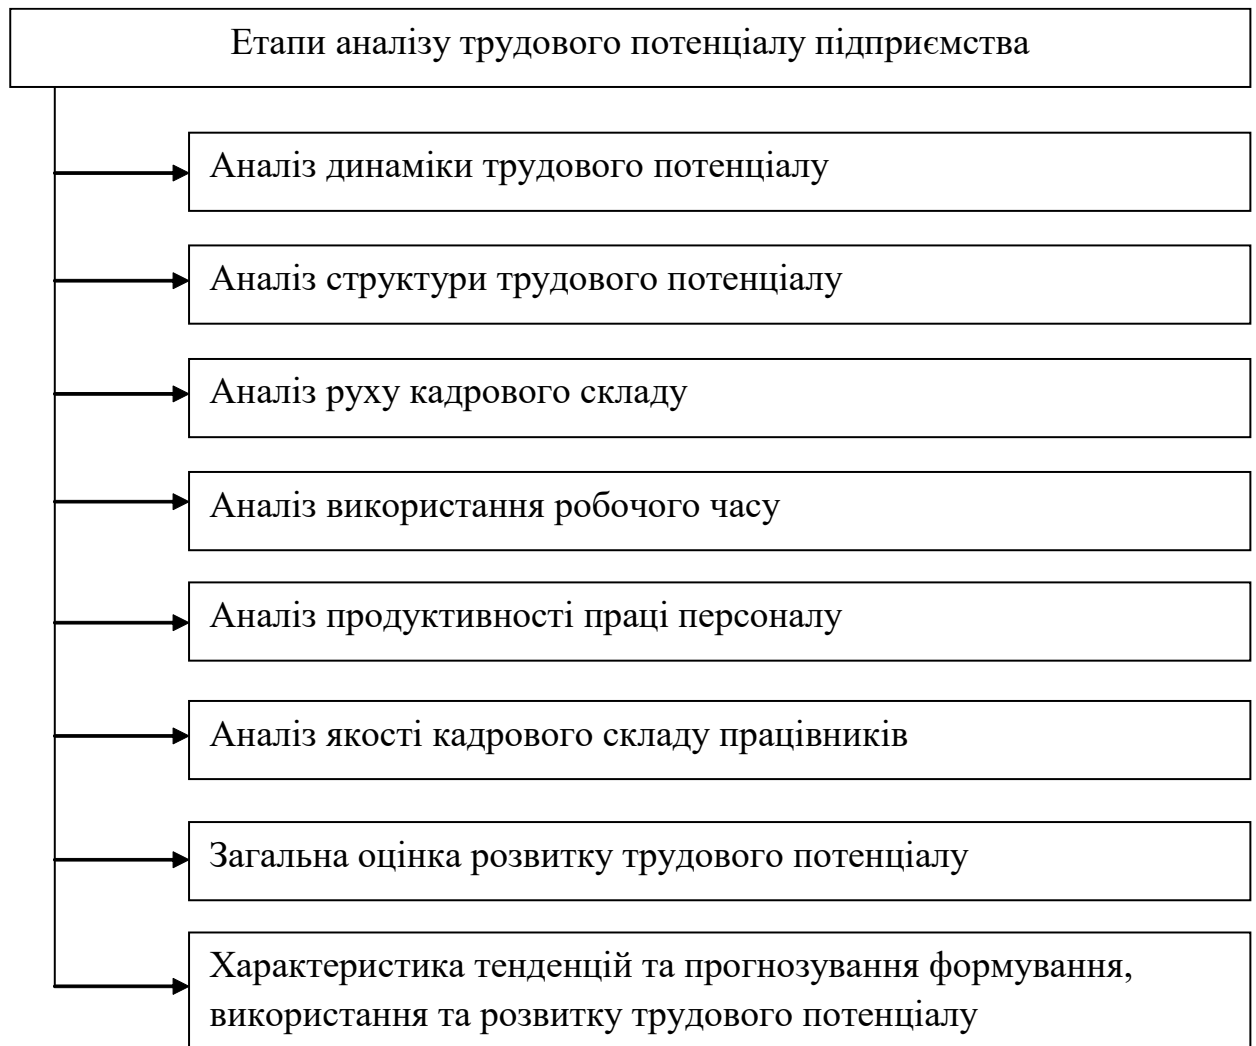 Етапи аналізу трудового потенціалу підприємства
Аналіз динаміки трудового потенціалу
Аналіз структури трудового потенціалу
Аналіз руху кадрового складу
Аналіз використання робочого часу
Аналіз продуктивності праці персоналу
Аналіз якості кадрового складу працівників
Загальна оцінка розвитку трудового потенціалу
Характеристика тенденцій та прогнозування формування,
використання та розвитку трудового потенціалу